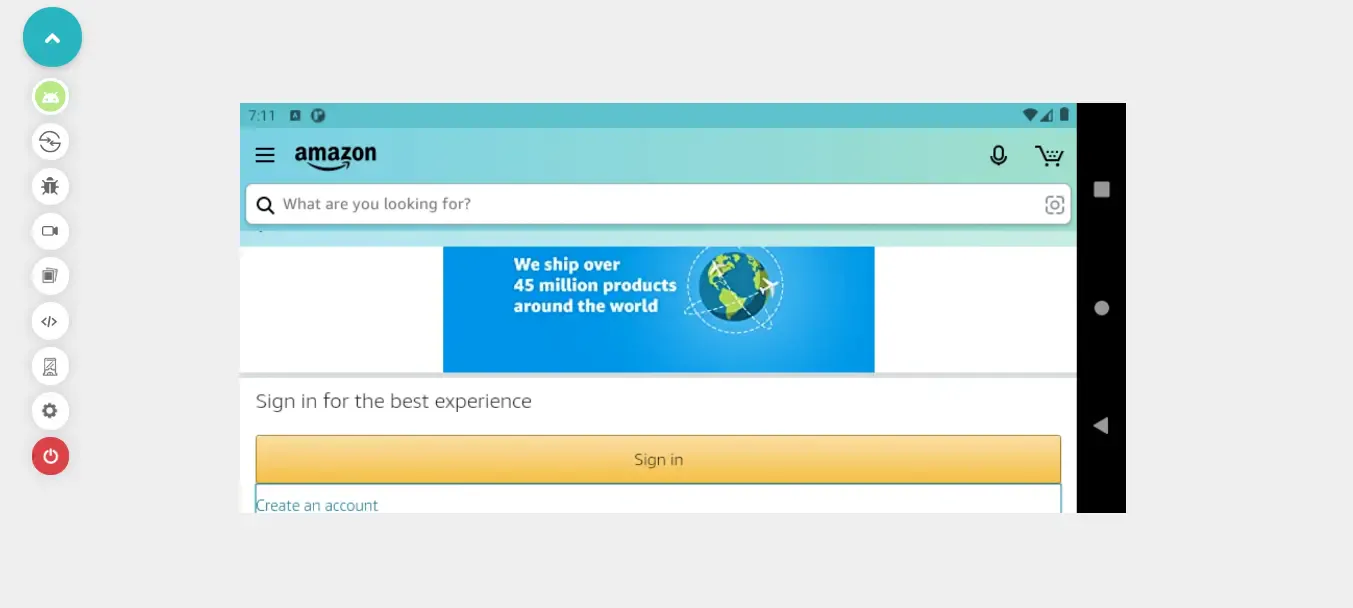 7:11
amazon
What are you looking for?
We ship over
45 million products
around the world
Sign in for the best experience
Sign in
Create an account